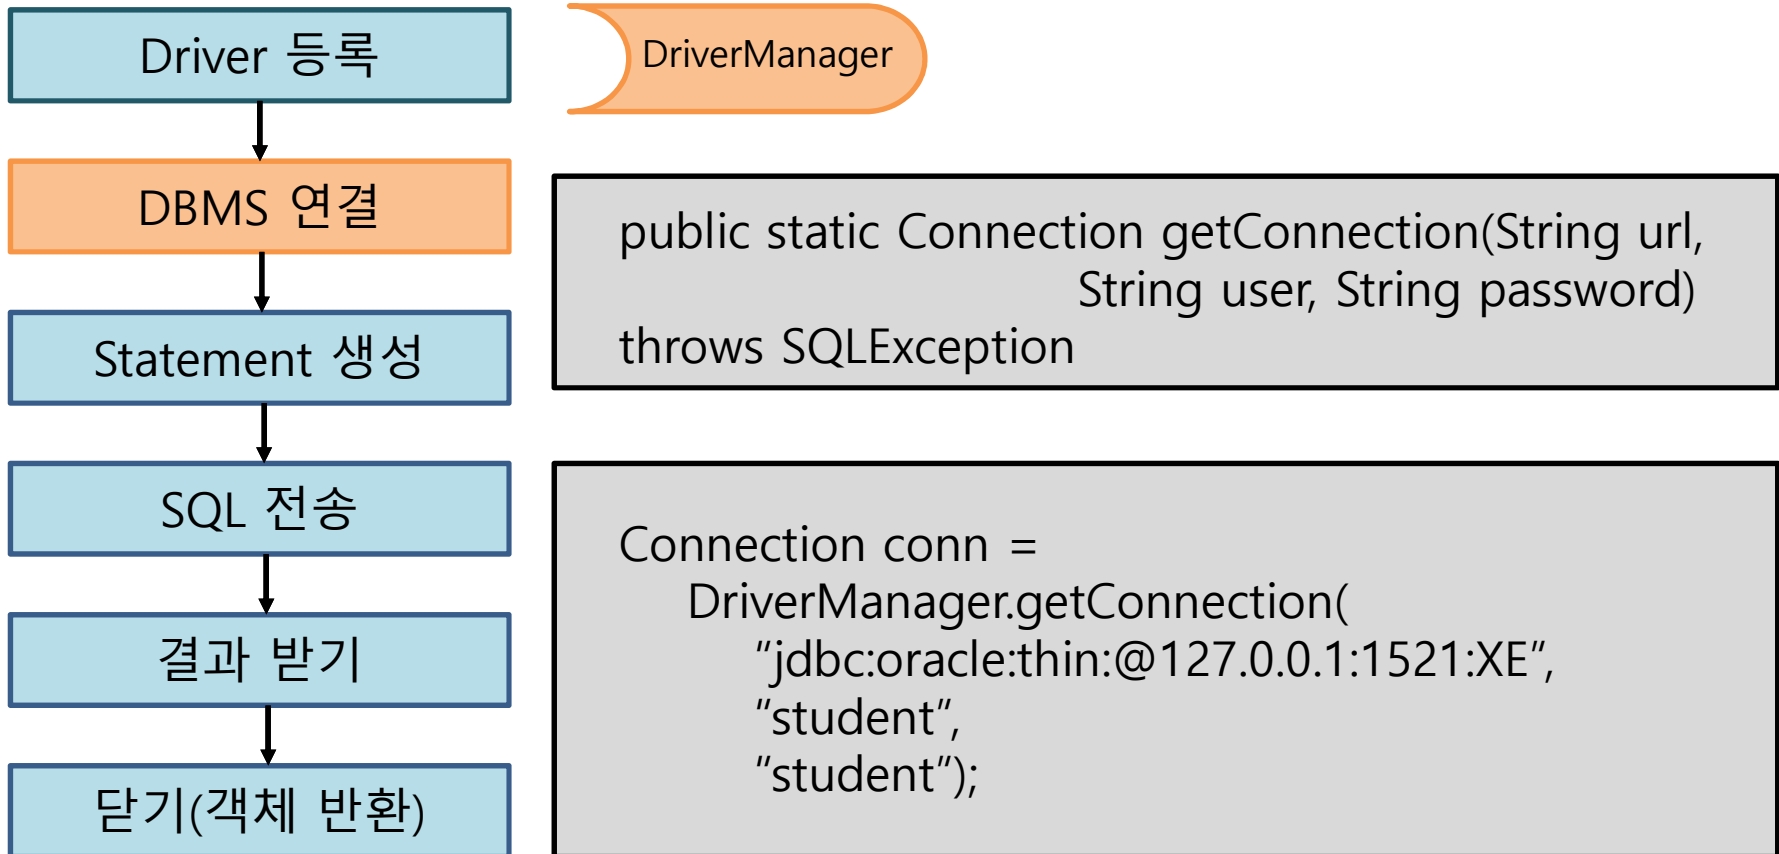 Driver 등록
DBMS 연결
Statement 생성
SQL 전송
결과 받기
닫기(객체 반환)
DriverManager
public static Connection getConnection(String url,
String user, String password)
throws SQLException
Connection conn =
DriverManager.getConnection(
"jdbc:oracle:thin:@127.0.0.1:1521:XE",
"student",
"student");